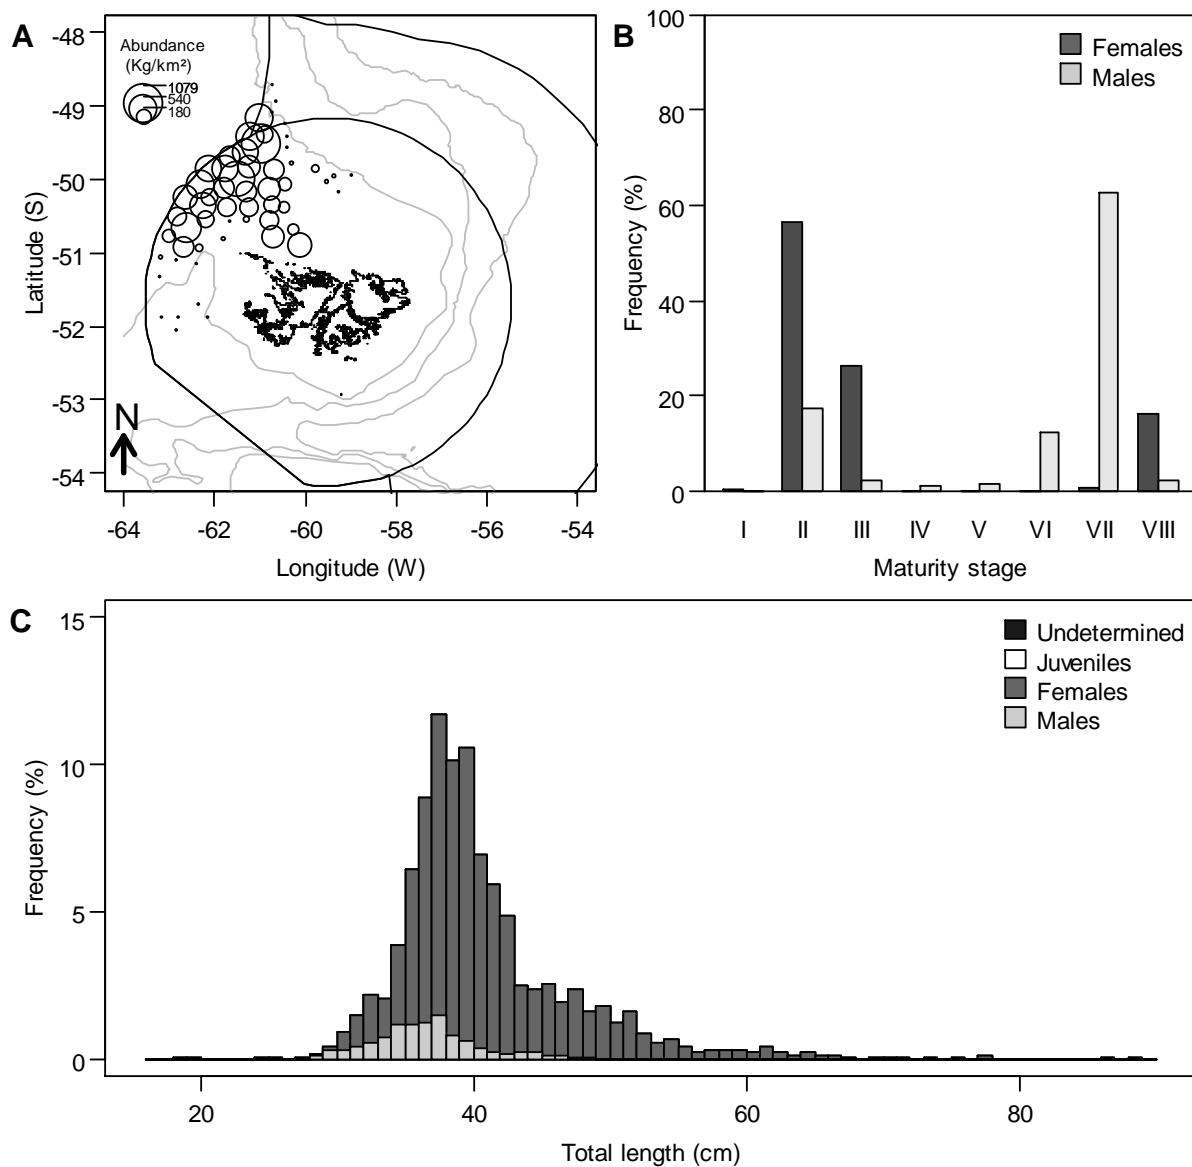 A
Abundance
(Kg/km²)
1079
540
180
-48
-49
-50
-51
-52
-53
-54
Latitude (S)
N
-64
-62
-60
-58
-56
-54
Longitude (W)
B
100
80
60
40
20
0
Frequency (%)
Females
Males
I
II
III
IV
V
VI
VII
VIII
Maturity stage
C
15
10
5
0
Frequency (%)
Undetermined
Juveniles
Females
Males
20
40
60
80
Total length (cm)